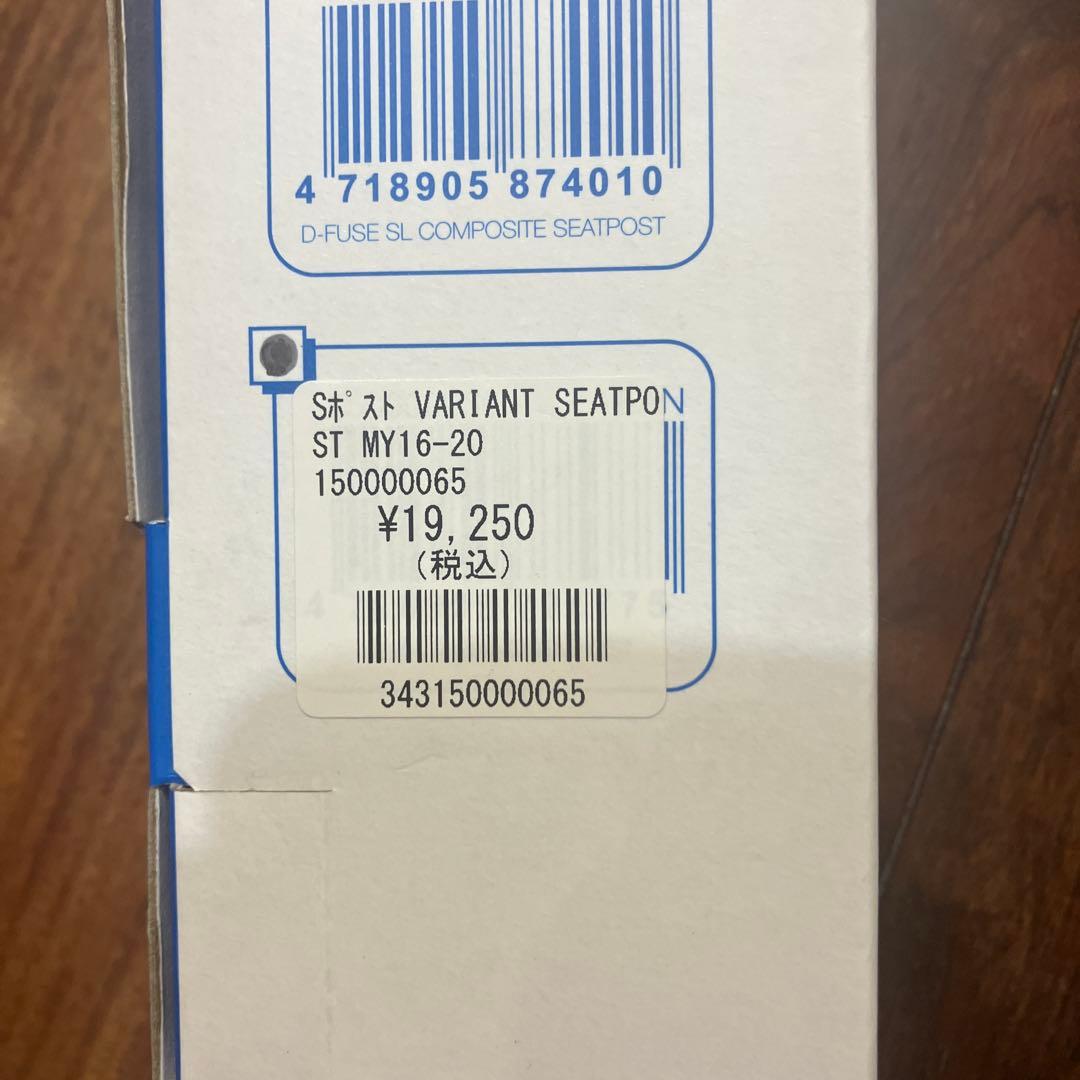 4 718905 874010
D-FUSE SL COMPOSITE SEATPOST
Sﾎﾟｽﾄ VARIANT SEATPO
ST MY16-20
150000065
¥19,250
(税込)
343150000065